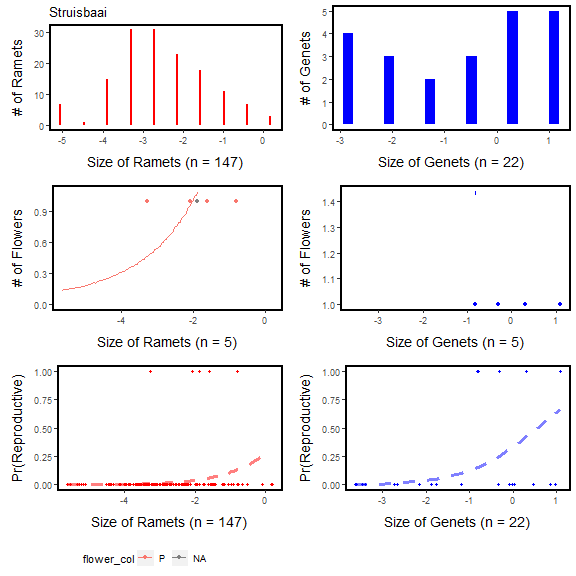 Struisbaai
# of Ramets
30
20
10
0
-5 -4 -3 -2 -1 0
Size of Ramets (n = 147)
# of Genets
5
4
3
2
1
0
-3 -2 -1 0 1
Size of Genets (n = 22)
# of Flowers
0.9
0.6
0.3
0.0
-4 -2 0
Size of Ramets (n = 5)
# of Flowers
1.4
1.3
1.2
1.1
1.0
-3 -2 -1 0 1
Size of Genets (n = 5)
Pr(Reproductive)
1.00
0.75
0.50
0.25
0.00
-4 -2 0
Size of Ramets (n = 147)
Pr(Reproductive)
1.00
0.75
0.50
0.25
0.00
-3 -2 -1 0 1
Size of Genets (n = 22)
flower_col P NA